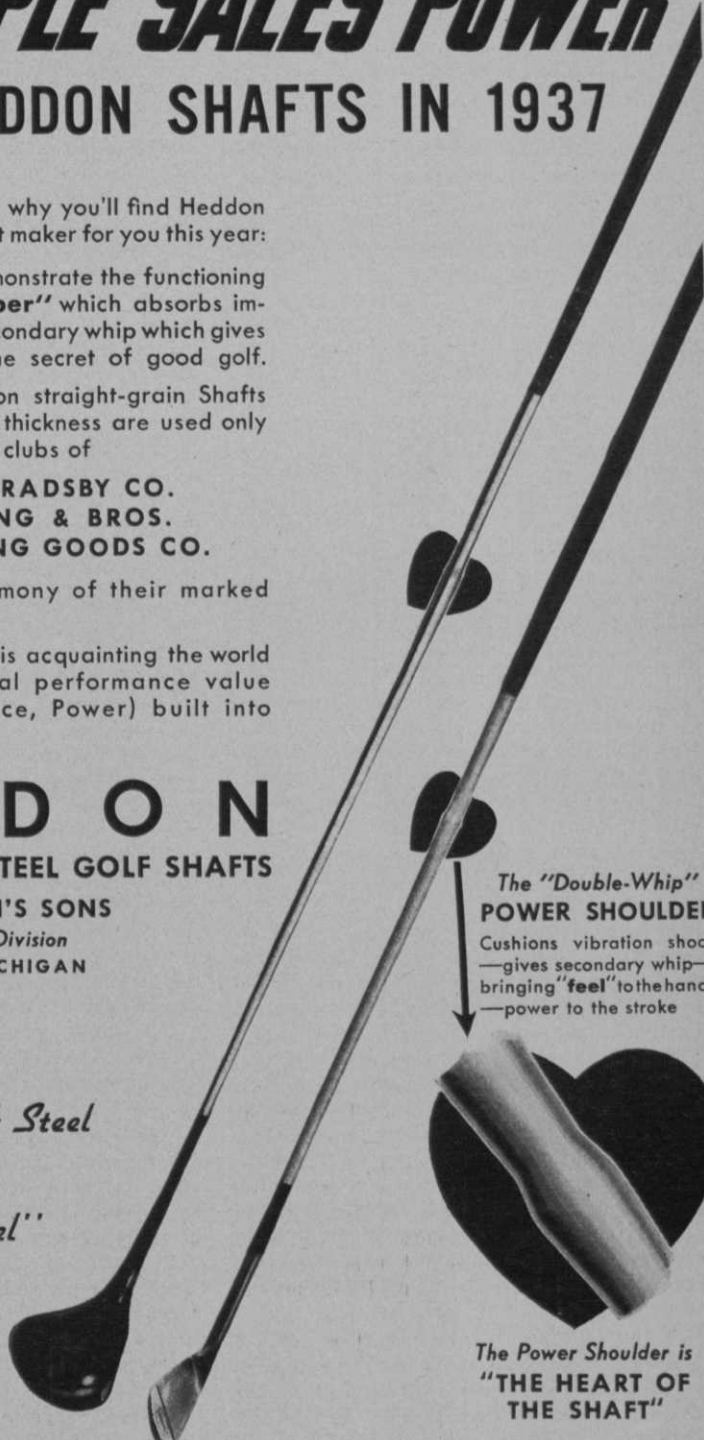 PLE SALES POWER
DDON SHAFTS IN 1937
why you'll find Heddon
t maker for you this year:
monstrate the functioning
per" which absorbs im-
condary whip which gives
he secret of good golf.
on straight-grain Shafts
thickness are used only
clubs of
RADSBY CO.
NG & BROS.
NG GOODS CO.
mony of their marked
is acquainting the world
al performance value
ce, Power) built into
DON
TEEL GOLF SHAFTS
N'S SONS
Division
CHIGAN
Steel
el''
The "Double-Whip"
POWER SHOULDE
Cushions vibration shoc
—gives secondary whip—
bringing "feel" to the hand
—power to the stroke
The Power Shoulder is
"THE HEART OF
THE SHAFT"